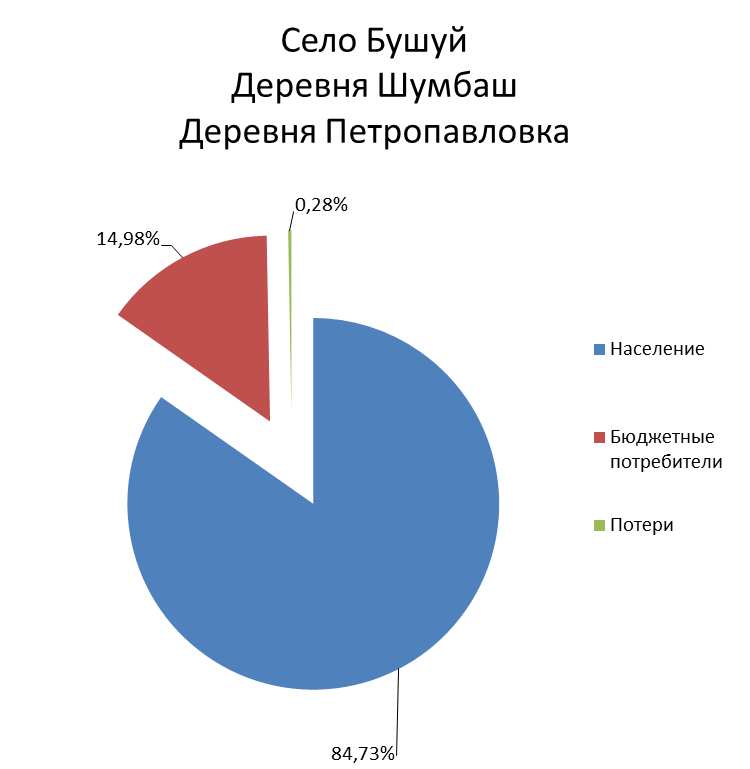 Село Бушуй
Деревня Шумбаш
Деревня Петропавловка
0,28%
14,98%
Население
Бюджетные
потребители
Потери
84,73%